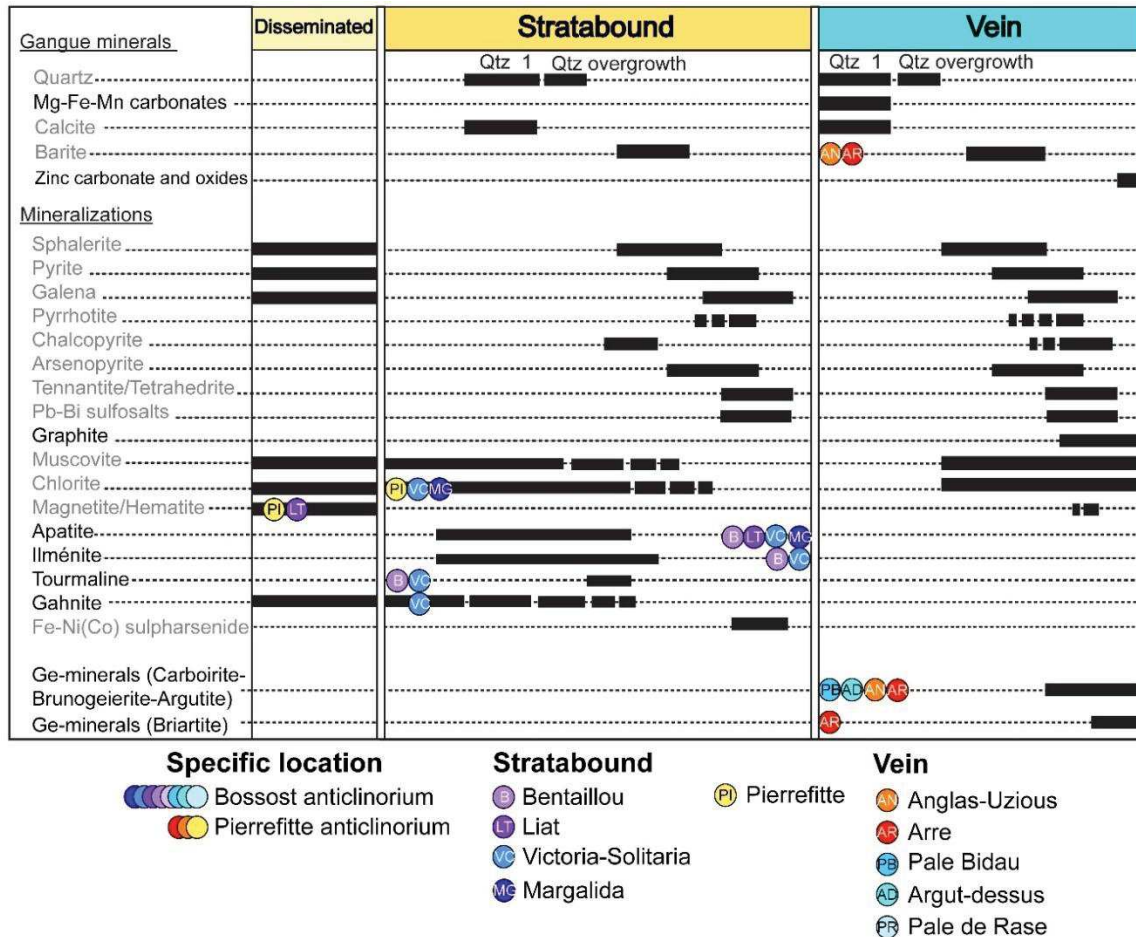 Disseminated
Stratabound
Vein
Gangue minerals
Qtz 1 Qtz overgrowth
Qtz 1 Qtz overgrowth
Quartz
Mg-Fe-Mn carbonates
Calcite
Barite
AN AR
Zinc carbonate and oxides
Mineralizations
Sphalerite
Pyrite
Galena
Pyrrhotite
Chalcopyrite
Arsenopyrite
Tennantite/Tetrahedrite
Pb-Bi sulfosalts
Graphite
Muscovite
Chlorite
PI VC MG
Magnetite/Hematite
PI LT
Apatite
B LT VC MG
Ilménite
B VC
Tourmaline
B VC
Gahnite
VC
Fe-Ni(Co) sulpharsenide
Ge-minerals (Carboirite-
Brunogeierite-Argutite)
PB AD AN AR
Ge-minerals (Briartite)
AR
Specific location
Bossost anticlinorium
Pierrefitte anticlinorium
Stratabound
B Bentaillou
LT Liat
VC Victoria-Solitaria
MG Margalida
PI Pierrefitte
Vein
AN Anglas-Uzious
AR Arre
PB Pale Bidau
AD Argut-dessus
PR Pale de Rase